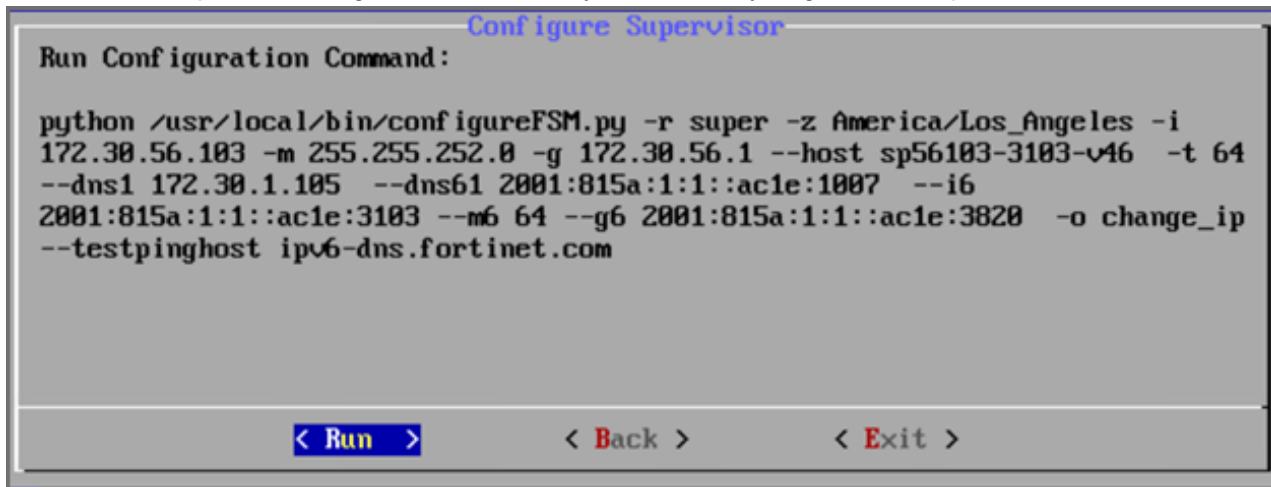 Configure Supervisor
Run Configuration Command:
python /usr/local/bin/configureFSM.py -r super -z America/Los_Angeles -i
172.30.56.103 -m 255.255.252.0 -g 172.30.56.1 --host sp56103-3103-v46 -t 64
--dns1 172.30.1.105 --dns61 2001:815a:1:1::ac1e:1007 --i6
2001:815a:1:1::ac1e:3103 --m6 64 --g6 2001:815a:1:1::ac1e:3820 -o change_ip
--testpinghost ipv6-dns.fortinet.com
< Run > < Back > < Exit >